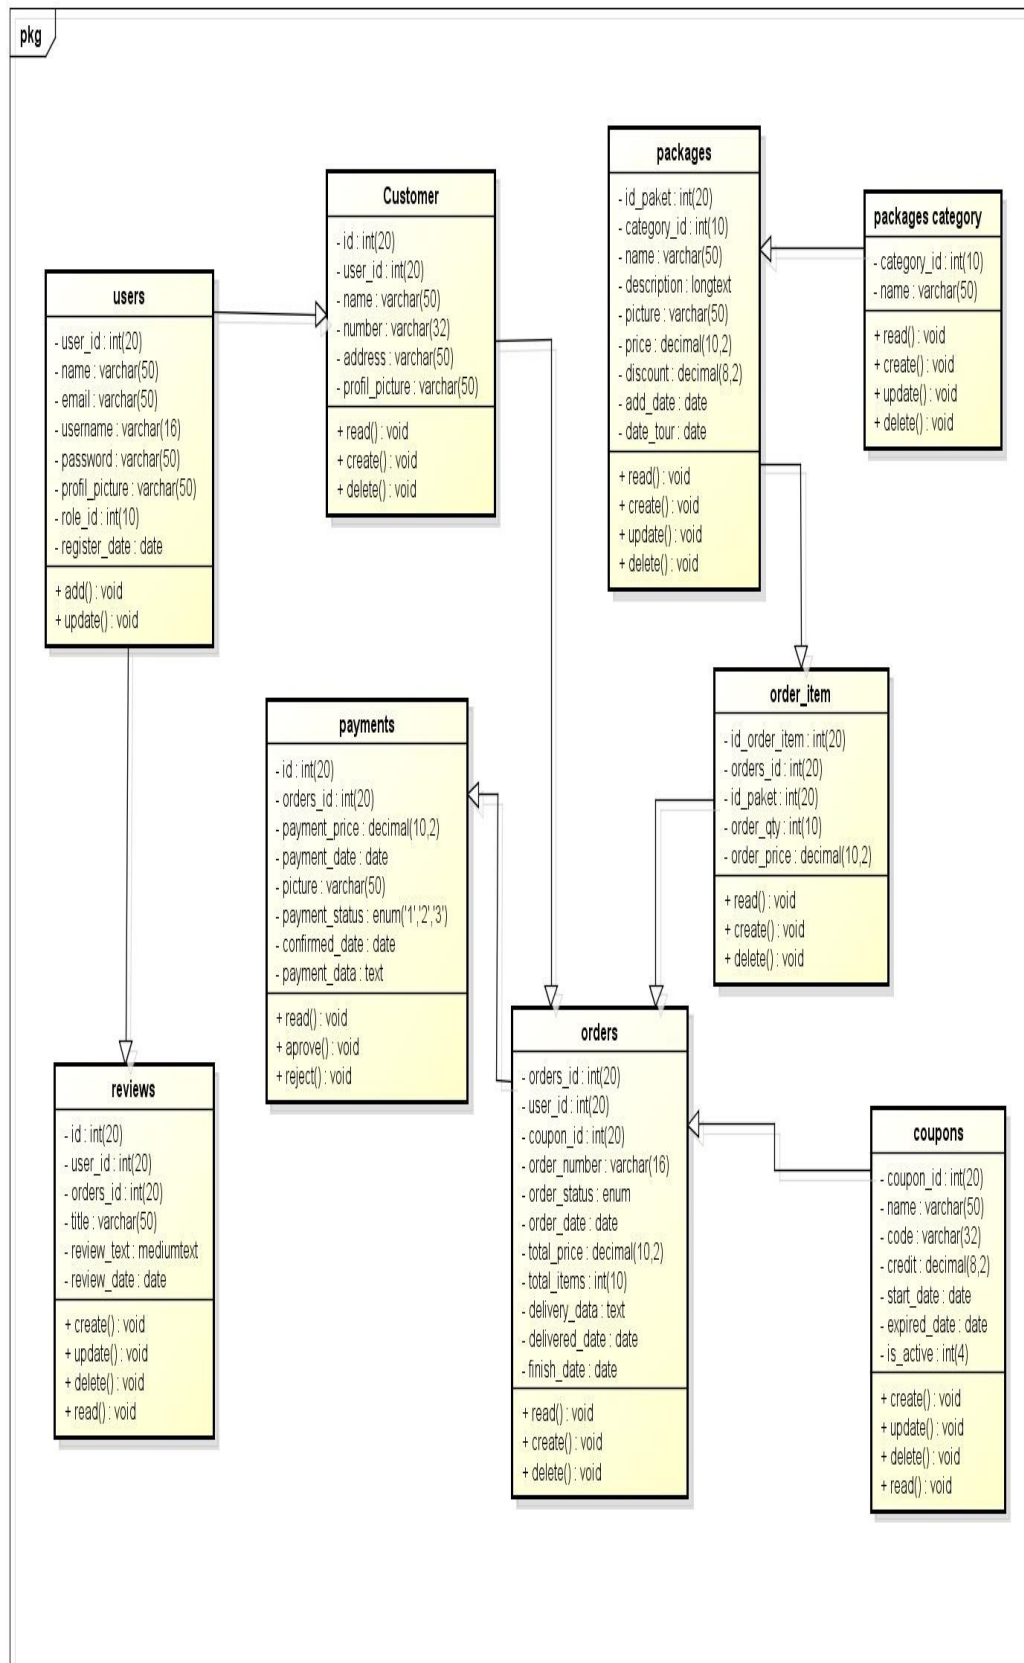 pkg
users
- user_id : int(20)
- name : varchar(50)
- email : varchar(50)
- username : varchar(16)
- password : varchar(50)
- profil_picture : varchar(50)
- role_id : int(10)
- register_date : date
+ add() : void
+ update() : void
Customer
- id : int(20)
- user_id : int(20)
- name : varchar(50)
- number : varchar(32)
- address : varchar(50)
- profil_picture : varchar(50)
+ read() : void
+ create() : void
+ delete() : void
packages
- id_paket : int(20)
- category_id : int(10)
- name : varchar(50)
- description : longtext
- picture : varchar(50)
- price : decimal(10,2)
- discount : decimal(8,2)
- add_date : date
- date_tour : date
+ read() : void
+ create() : void
+ update() : void
+ delete() : void
packages category
- category_id : int(10)
- name : varchar(50)
+ read() : void
+ create() : void
+ update() : void
+ delete() : void
payments
- id : int(20)
- orders_id : int(20)
- payment_price : decimal(10,2)
- payment_date : date
- picture : varchar(50)
- payment_status : enum('1','2','3')
- confirmed_date : date
- payment_data : text
+ read() : void
+ aprove() : void
+ reject() : void
order_item
- id_order_item : int(20)
- orders_id : int(20)
- id_paket : int(20)
- order_qty : int(10)
- order_price : decimal(10,2)
+ read() : void
+ create() : void
+ delete() : void
reviews
- id : int(20)
- user_id : int(20)
- orders_id : int(20)
- title : varchar(50)
- review_text : mediumtext
- review_date : date
+ create() : void
+ update() : void
+ delete() : void
+ read() : void
orders
- orders_id : int(20)
- user_id : int(20)
- coupon_id : int(20)
- order_number : varchar(16)
- order_status : enum
- order_date : date
- total_price : decimal(10,2)
- total_items : int(10)
- delivery_data : text
- delivered_date : date
- finish_date : date
+ read() : void
+ create() : void
+ delete() : void
coupons
- coupon_id : int(20)
- name : varchar(50)
- code : varchar(32)
- credit : decimal(8,2)
- start_date : date
- expired_date : date
- is_active : int(4)
+ create() : void
+ update() : void
+ delete() : void
+ read() : void